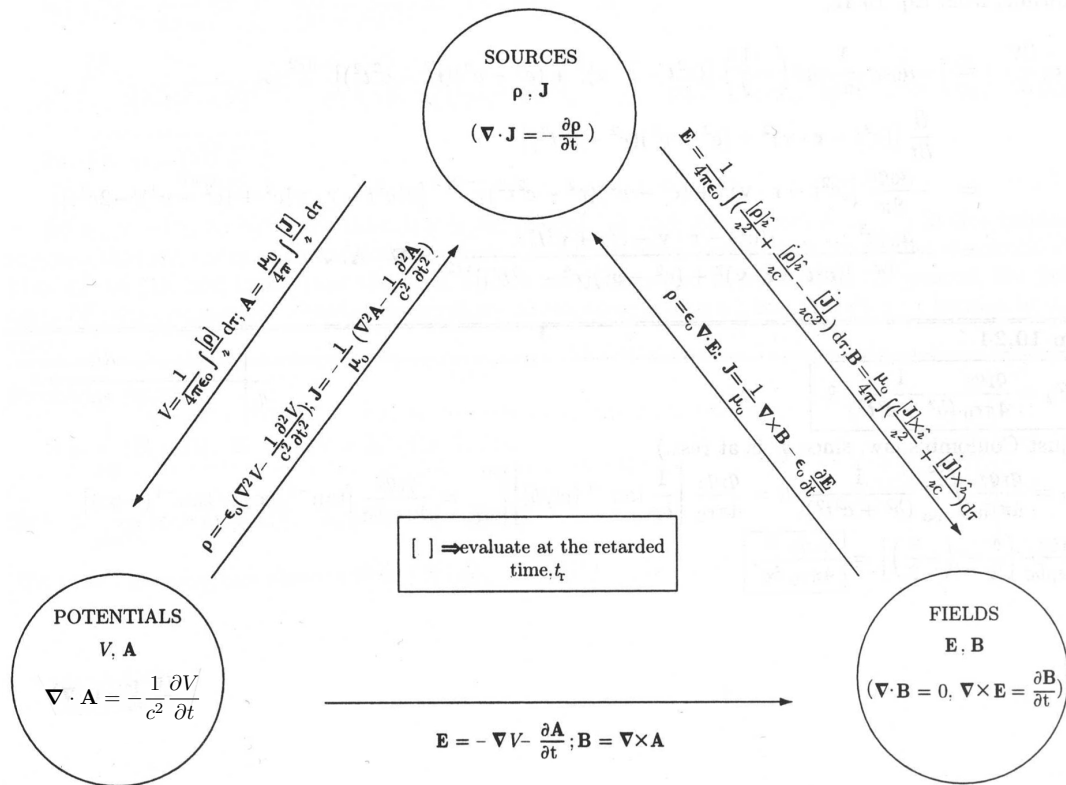 SOURCES
ρ, J
(∇·J = -∂ρ/∂t)
V = 1/4πϵ₀ ∫ [ρ]/𝓇 dτ; A = μ₀/4π ∫ [J]/𝓇 dτ
ρ = -ϵ₀(∇²V - 1/c² ∂²V/∂t²); J = -1/μ₀ (∇²A - 1/c² ∂²A/∂t²)
E = 1/4πϵ₀ ∫([ρ]𝓇̂/𝓇² + [ρ̇]𝓇̂/𝓇c - [J̇]/𝓇c²) dτ; B = μ₀/4π ∫([J]×𝓇̂/𝓇² + [J̇]×𝓇̂/𝓇c)dτ
ρ = ϵ₀ ∇·E: J = 1/μ₀ ∇×B - ϵ₀ ∂E/∂t
[ ] ⇒ evaluate at the retarded
time, tᵣ
POTENTIALS
V, A
∇ · A = -1/c² ∂V/∂t
FIELDS
E, B
(∇·B = 0, ∇×E = ∂B/∂t)
E = - ∇V - ∂A/∂t; B = ∇×A